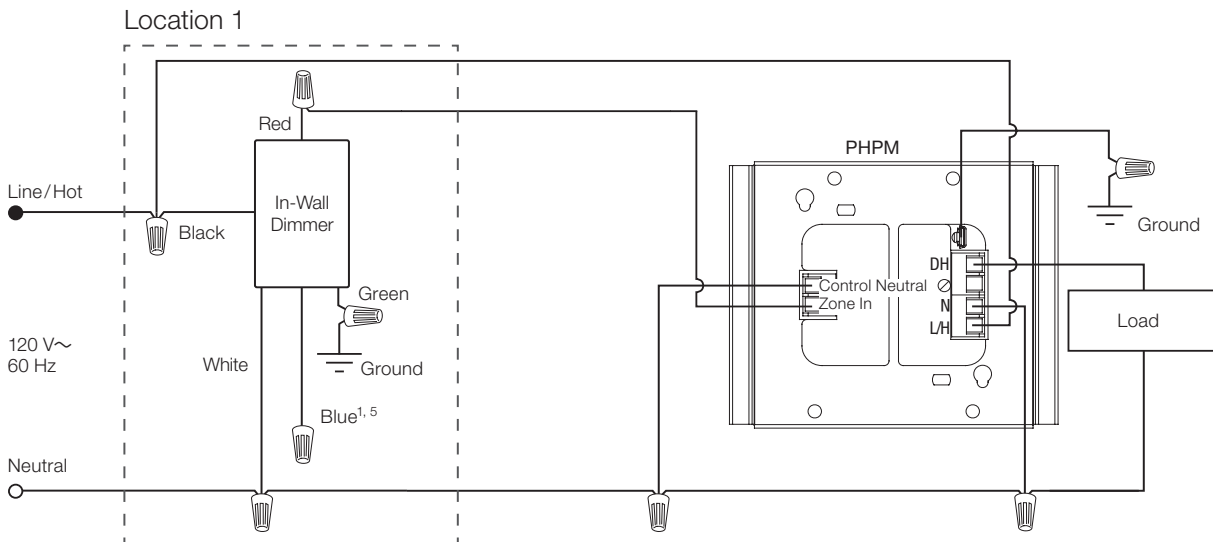 Location 1
Red
PHPM
Line/Hot
In-Wall
Dimmer
Black
Ground
DH
Control Neutral
Green
Zone In
N
L/H
Load
120 V~
60 Hz
White
Ground
Blue1, 5
Neutral